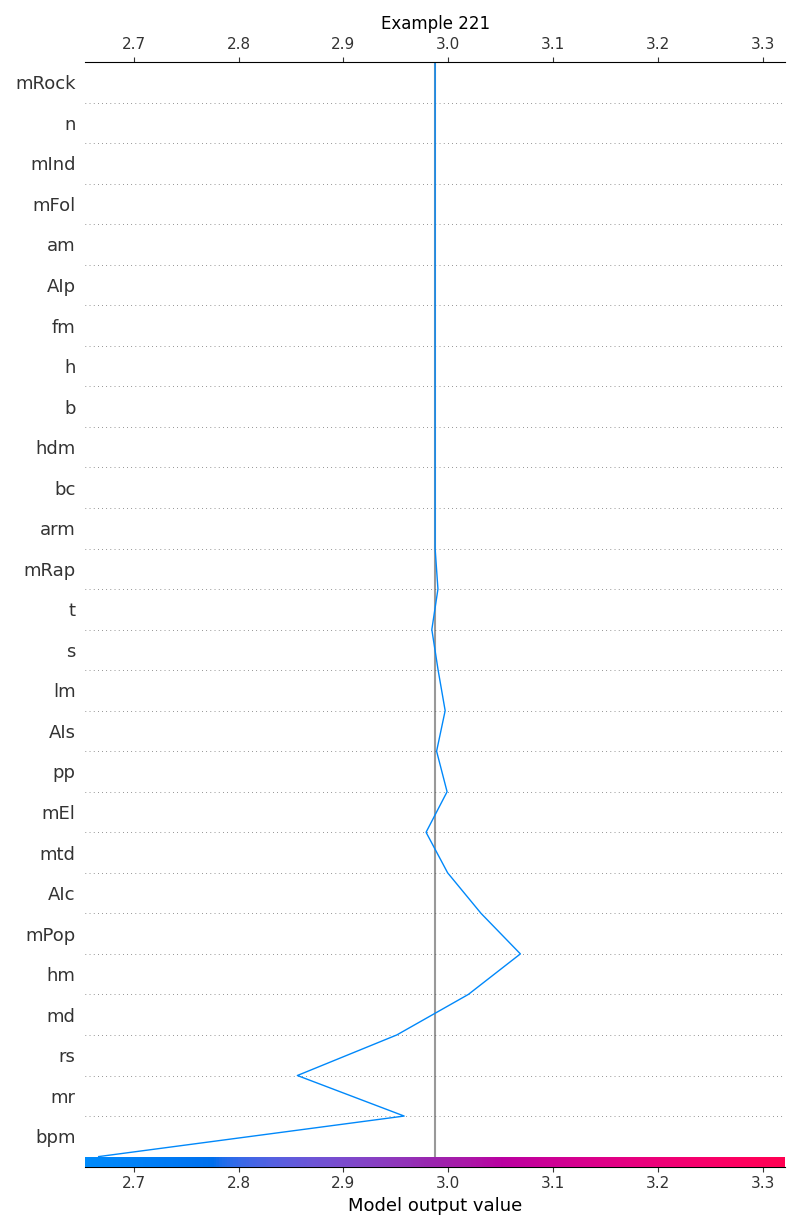 Example 221
2.7 2.8 2.9 3.0 3.1 3.2 3.3
mRock
n
mInd
mFol
am
AIp
fm
h
b
hdm
bc
arm
mRap
t
s
lm
AIs
pp
mEl
mtd
AIc
mPop
hm
md
rs
mr
bpm
2.7 2.8 2.9 3.0 3.1 3.2 3.3
Model output value